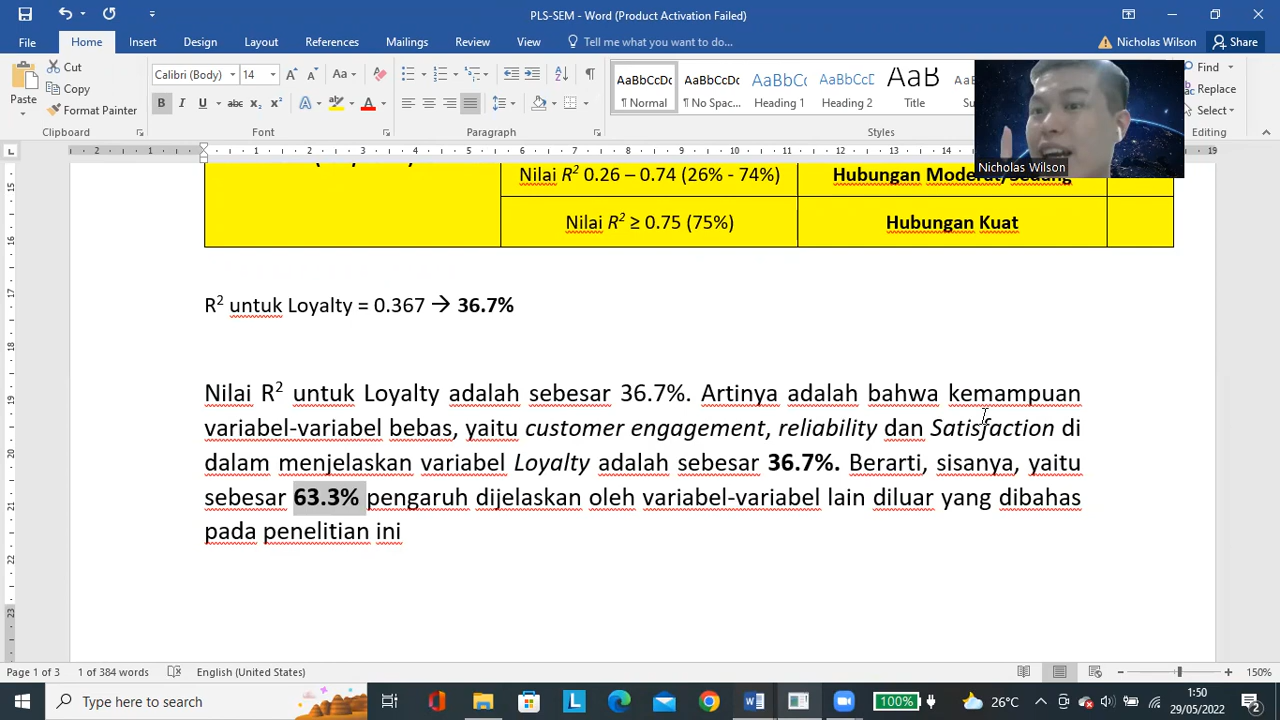 PLS-SEM - Word (Product Activation Failed)
File Home Insert Design Layout References Mailings Review View Tell me what you want to do... Nicholas Wilson Share
Paste Cut Copy Format Painter Clipboard
Calibri (Body) 14 Font
Paragraph
AaBbCcDc ¶ Normal AaBbCcDc ¶ No Spac... AaBbCc Heading AaBbCcC Heading 2 AaB Title Styles
Find Replace Select Editing
Nicholas Wilson
Nilai R² 0.26 – 0.74 (26% - 74%)
Nilai R² ≥ 0.75 (75%) Hubungan Kuat
R² untuk Loyalty = 0.367 → 36.7%
Nilai R² untuk Loyalty adalah sebesar 36.7%. Artinya adalah bahwa kemampuan
variabel-variabel bebas, yaitu customer engagement, reliability dan Satisfaction di
dalam menjelaskan variabel Loyalty adalah sebesar 36.7%. Berarti, sisanya, yaitu
sebesar 63.3% pengaruh dijelaskan oleh variabel-variabel lain diluar yang dibahas
pada penelitian ini
Page 1 of 3 1 of 384 words English (United States) 150%
Type here to search 100% 26°C 1:50
29/05/2022 2